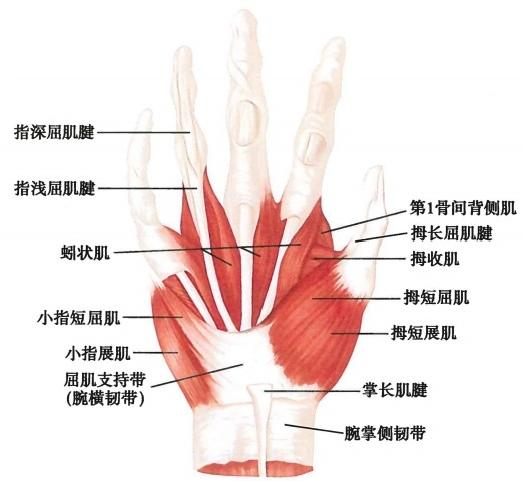 指深屈肌腱
指浅屈肌腱
蚓状肌
小指短屈肌
小指展肌
屈肌支持带
(腕横韧带)
第1骨间背侧肌
拇长屈肌腱
拇收肌
拇短屈肌
拇短展肌
掌长肌腱
腕掌侧韧带